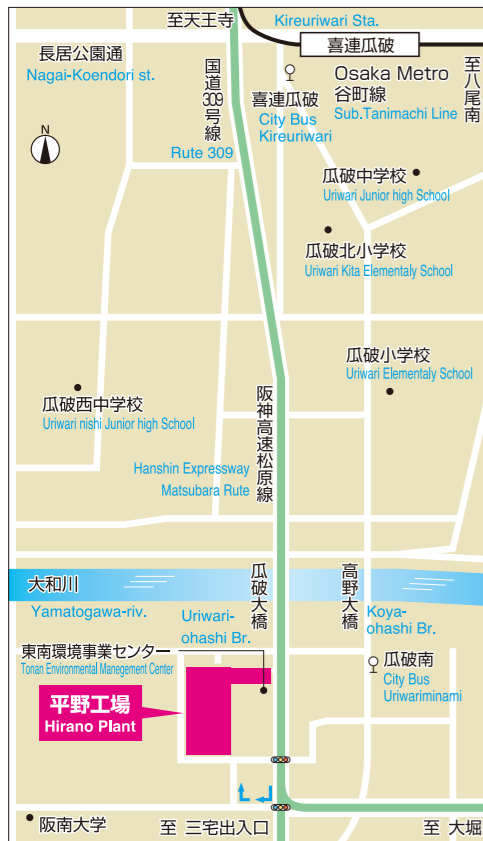 至天王寺
Kireuriwari Sta.
喜連瓜破
長居公園通
Nagai-Koendori st.
国道309号線
Rute 309
喜連瓜破
City Bus
Kireuriwari
Osaka Metro
谷町線
Sub.Tanimachi Line
至八尾南
N
瓜破中学校
Uriwari Junior high School
瓜破北小学校
Uriwari Kita Elementaly School
瓜破小学校
Uriwari Elementaly School
瓜破西中学校
Uriwari nishi Junior high School
阪神高速松原線
Hanshin Expressway
Matsubara Rute
大和川
Yamatogawa-riv.
瓜破大橋
Uriwari-
ohashi Br.
高野大橋
Koya-
ohashi Br.
東南環境事業センター
Tonan Environmental Manegement Center
瓜破南
City Bus
Uriwariminami
平野工場
Hirano Plant
阪南大学
至 三宅出入口
至 大堀